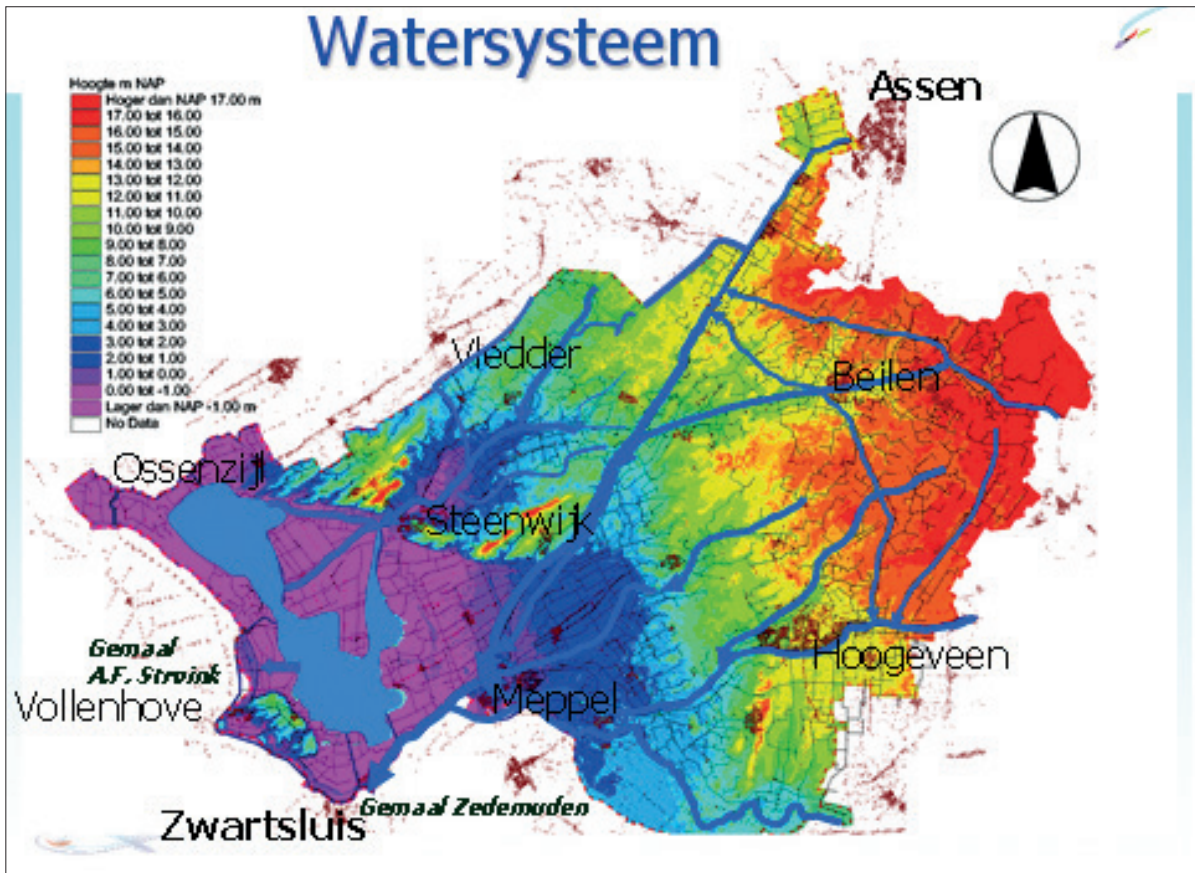 Watersysteem
Hoogte m NAP
Hoger dan NAP 17.00 m
17.00 tot 16.00
16.00 tot 15.00
15.00 tot 14.00
14.00 tot 13.00
13.00 tot 12.00
12.00 tot 11.00
11.00 tot 10.00
10.00 tot 9.00
9.00 tot 8.00
8.00 tot 7.00
7.00 tot 6.00
6.00 tot 5.00
5.00 tot 4.00
4.00 tot 3.00
3.00 tot 2.00
2.00 tot 1.00
1.00 tot 0.00
0.00 tot -1.00
Lager dan NAP -1.00 m
No Data
Assen
Vledder
Beilen
Ossenzijl
Steenwijk
Gemaal
A.F. Stroink
Hoogeveen
Vollenhove
Meppel
Gemaal Zedemuden
Zwartsluis